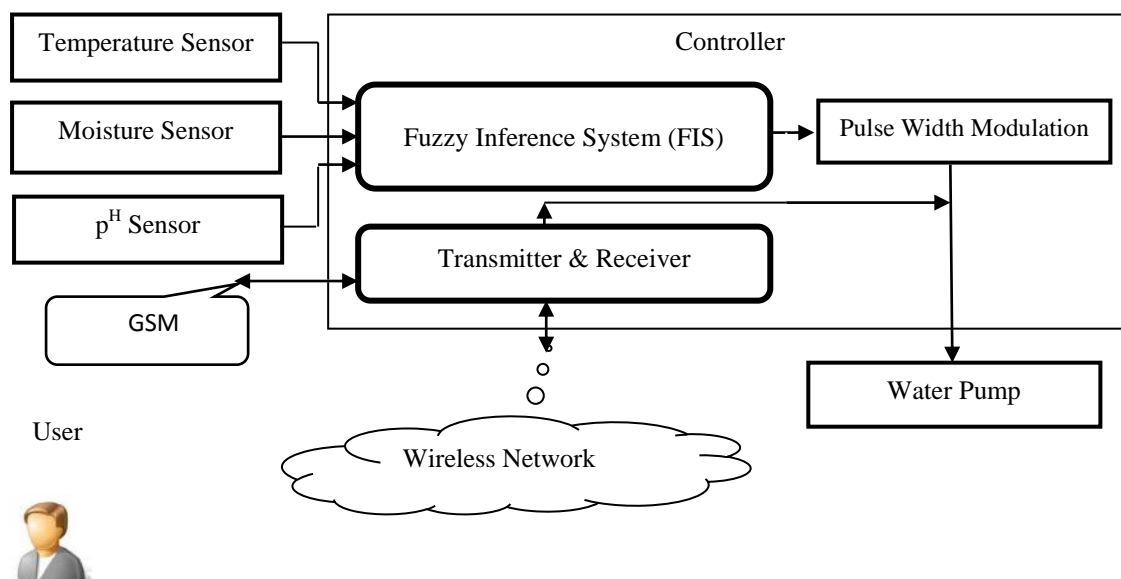 Temperature Sensor
Controller
Moisture Sensor
Fuzzy Inference System (FIS)
Pulse Width Modulation
p^H Sensor
Transmitter & Receiver
GSM
Water Pump
User
Wireless Network